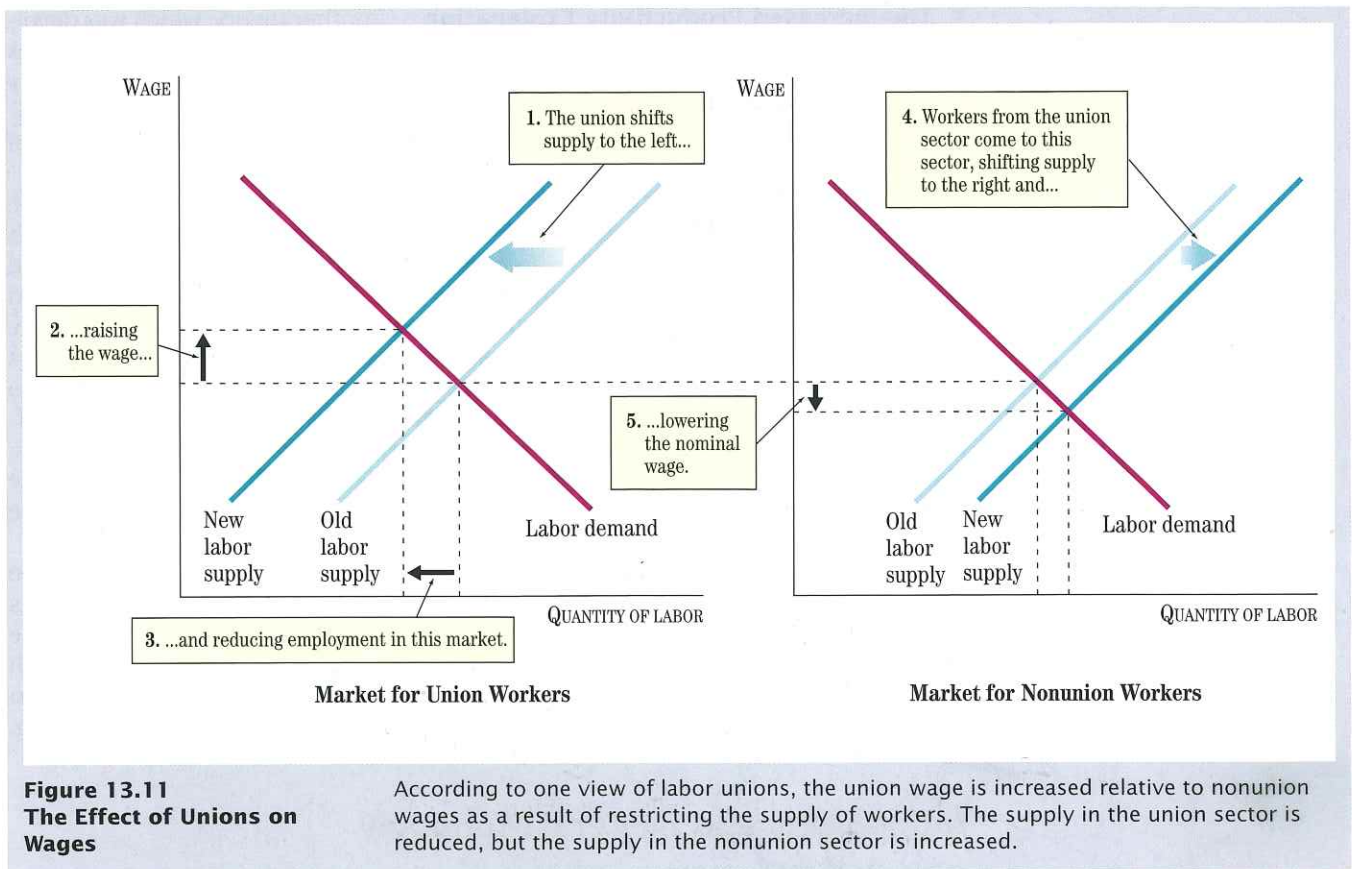 WAGE
1. The union shifts
supply to the left...
2. ...raising
the wage...
New
labor
supply
Old
labor
supply
Labor demand
QUANTITY OF LABOR
3. ...and reducing employment in this market.
Market for Union Workers
WAGE
4. Workers from the union
sector come to this
sector, shifting supply
to the right and...
5. ...lowering
the nominal
wage.
Old
labor
supply
New
labor
supply
Labor demand
QUANTITY OF LABOR
Market for Nonunion Workers
Figure 13.11
The Effect of Unions on
Wages
According to one view of labor unions, the union wage is increased relative to nonunion
wages as a result of restricting the supply of workers. The supply in the union sector is
reduced, but the supply in the nonunion sector is increased.